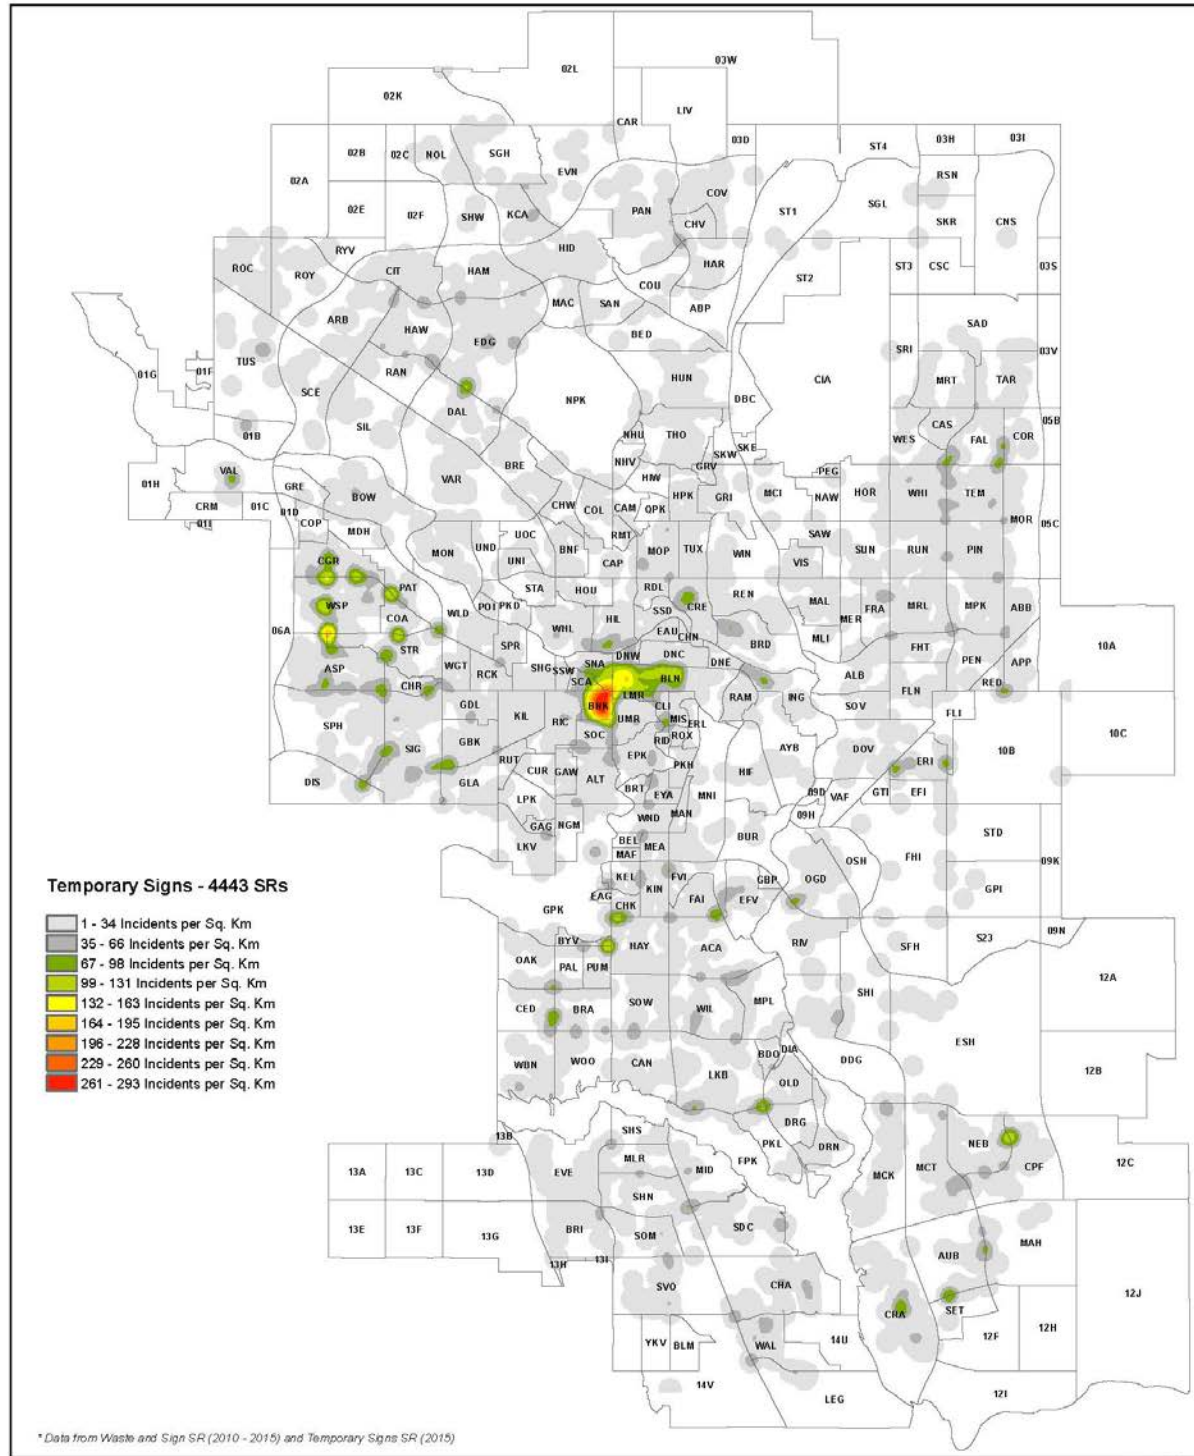 02L
03W
02K
CAR
LIV
02B
02C
NOL
SGH
03D
ST4
03H
03I
02A
EVN
RSN
02E
02F
SHW
KCA
PAN
COV
CHV
ST1
SGL
SKR
CNS
RYV
HID
ROC
ROY
CIT
HAM
HAR
ST2
ST3
CSC
03S
COU
MAC
SAN
ABP
ARB
HAW
EDG
BED
SAD
TUS
01G
01F
RAN
SRI
03V
HUN
CIA
MRT
TAR
SCE
NPK
DBC
DAL
01B
SIL
NHU
THO
SKW
SKE
WES
CAS
FAL
COR
05B
VAL
BRE
NHV
GRV
01H
GRE
VAR
HIW
PEG
BOW
HPK
GRI
MCI
NAW
HOR
WHI
TEM
CRM
01C
01D
COP
CHW
COL
CAM
QPK
MOR
05C
01I
MDH
UOC
RMT
SAW
MON
UND
BNF
MOP
TUX
WIN
SUN
RUN
PIN
CGR
UNI
CAP
VIS
PAT
STA
HOU
RDL
REN
WSP
POI
PKD
CRE
MAL
FRA
MRL
MPK
ABB
WLD
SSD
COA
HIL
MER
06A
WHL
EAU
CHN
BRD
MLI
10A
STR
SPR
DNW
DNC
FHT
ASP
WGT
SHG
SSW
SNA
DNE
PEN
APP
RCK
SCA
BLN
ALB
RED
CHR
LMR
RAM
ING
FLN
GDL
BNK
CLI
SOV
FLI
SPH
KIL
RIC
UMR
MIS
ERL
10C
SIG
GBK
SOC
RID
ROX
AYB
DOV
10B
RUT
EPK
ERI
DIS
GLA
CUR
GAW
ALT
PKH
HIF
LPK
BRT
EYA
MNI
09D
VAF
GTI
EFI
GAG
NGM
WND
MAN
09H
LKV
BEL
MEA
BUR
STD
MAF
OSH
FHI
09K
KEL
FVI
GBP
OGD
Temporary Signs - 4443 SRs
EAG
KIN
GPI
1 - 34 Incidents per Sq. Km
GPK
CHK
FAI
EFV
35 - 66 Incidents per Sq. Km
BYV
HAY
ACA
RIV
SFH
S23
09N
67 - 98 Incidents per Sq. Km
OAK
PAL
PUM
99 - 131 Incidents per Sq. Km
12A
132 - 163 Incidents per Sq. Km
CED
BRA
SOW
WIL
MPL
SHI
164 - 195 Incidents per Sq. Km
196 - 228 Incidents per Sq. Km
ESH
229 - 260 Incidents per Sq. Km
WBN
WOO
CAN
BDO
DIA
DDG
261 - 293 Incidents per Sq. Km
LKB
OLD
12B
DRG
SHS
13B
PKL
DRN
NEB
13A
13C
13D
EVE
MLR
MID
FPK
MCK
MCT
CPF
12C
SHN
13E
13F
13G
BRI
SOM
SDC
MAH
13H
13I
AUB
SVO
CHA
12J
CRA
SET
YKV
BLM
WAL
14U
12F
12H
14V
LEG
12I
* Data from Waste and Sign SR (2010 - 2015) and Temporary Signs SR (2015)